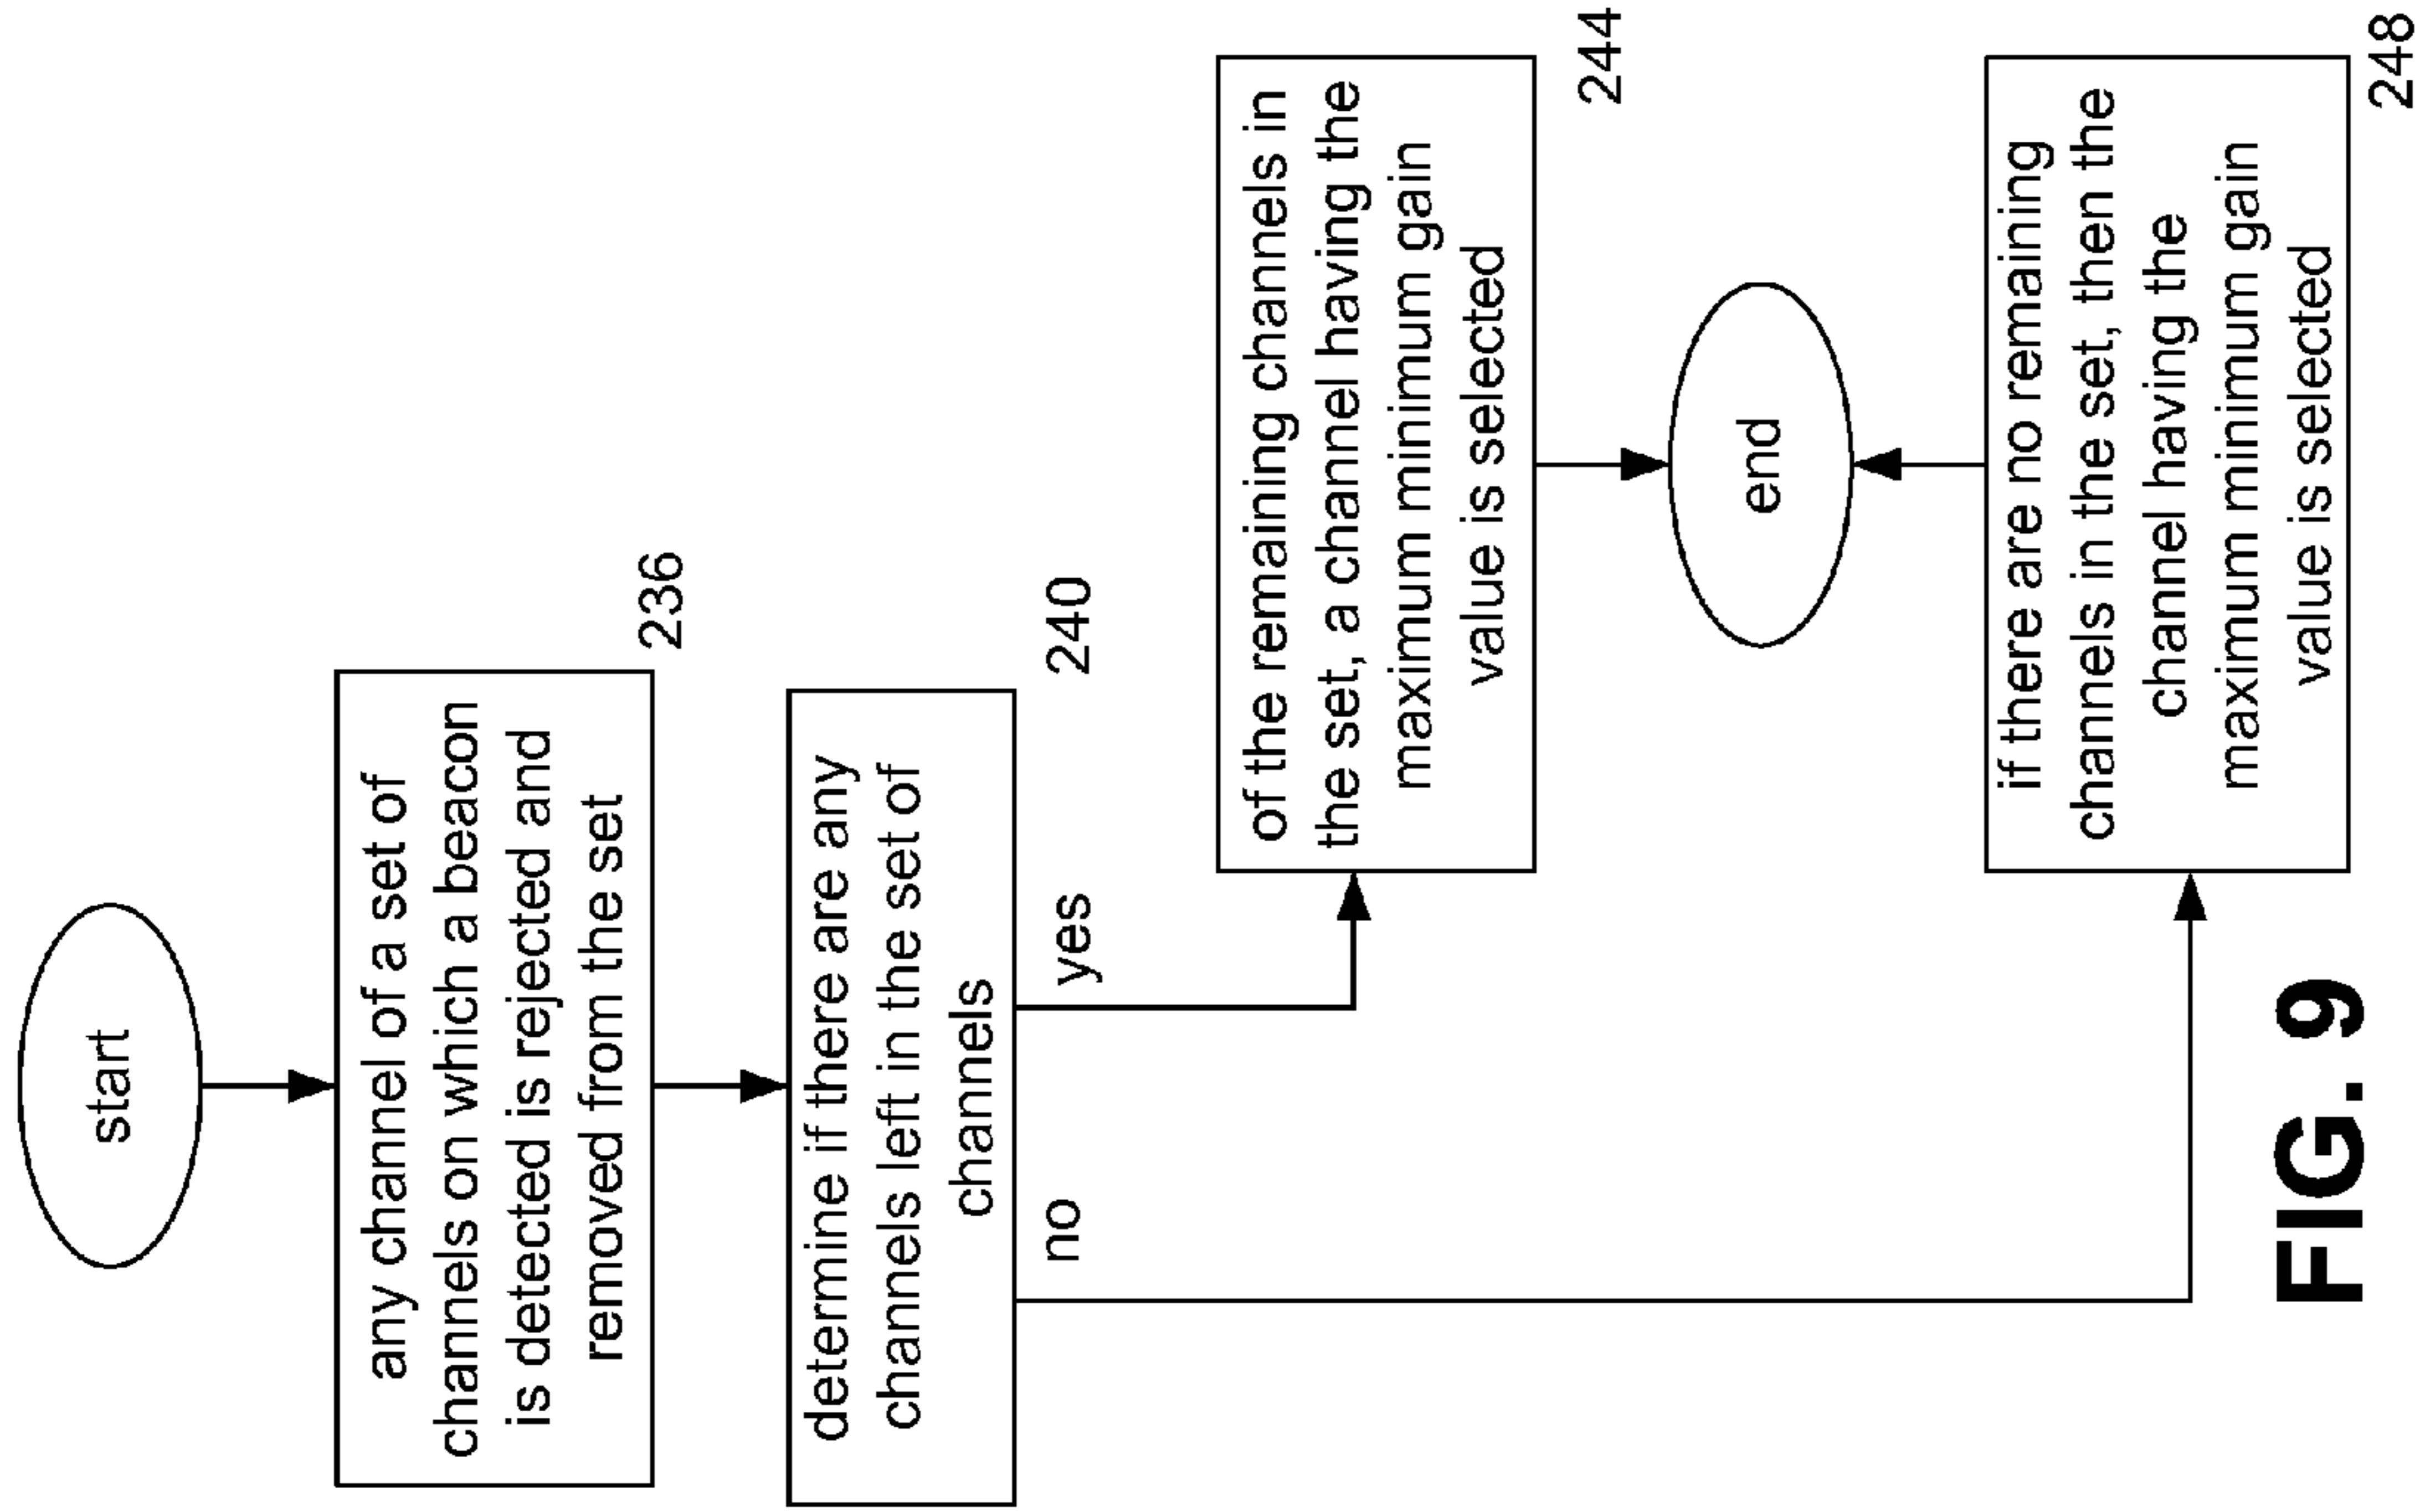 start
any channel of a set of
channels on which a beacon
is detected is rejected and
removed from the set
236
determine if there are any
channels left in the set of
channels
240
yes
no
of the remaining channels in
the set, a channel having the
maximum minimum gain
value is selected
244
end
if there are no remaining
channels in the set, then the
channel having the
maximum minimum gain
value is selected
248
FIG. 9